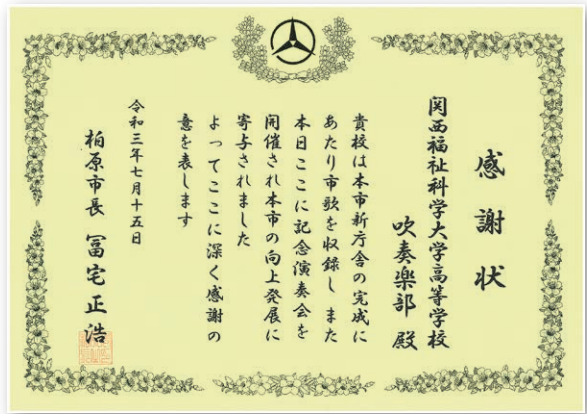 感謝状
関西福祉科学大学高等学校
吹奏楽部 殿
貴校は本市新庁舎の完成に
あたり市歌を収録し また
本日ここに記念演奏会を
開催され本市の向上発展に
寄与されました
よってここに深く感謝の
意を表します
令和三年七月十五日
柏原市長 冨宅正浩